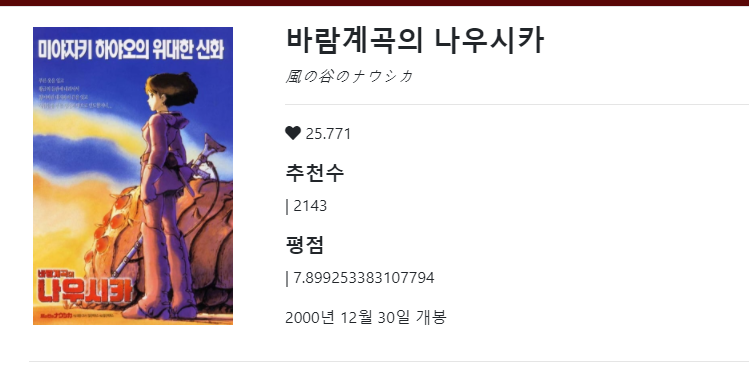 미야자키 하야오의 위대한 신화
바람계곡의
나우시카
바람계곡의 나우시카
風の谷のナウシカ
25.771
추천수
| 2143
평점
| 7.899253383107794
2000년 12월 30일 개봉